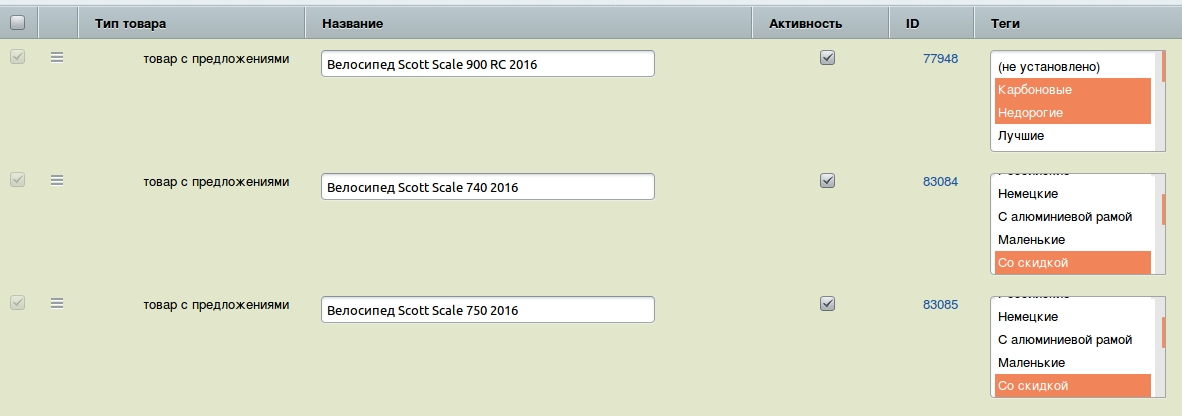 Тип товара Название Активность ID Теги
товар с предложениями Велосипед Scott Scale 900 RC 2016 77948 (не установлено)
Карбоновые
Недорогие
Лучшие
товар с предложениями Велосипед Scott Scale 740 2016 83084
Немецкие
С алюминиевой рамой
Маленькие
Со скидкой
товар с предложениями Велосипед Scott Scale 750 2016 83085
Немецкие
С алюминиевой рамой
Маленькие
Со скидкой